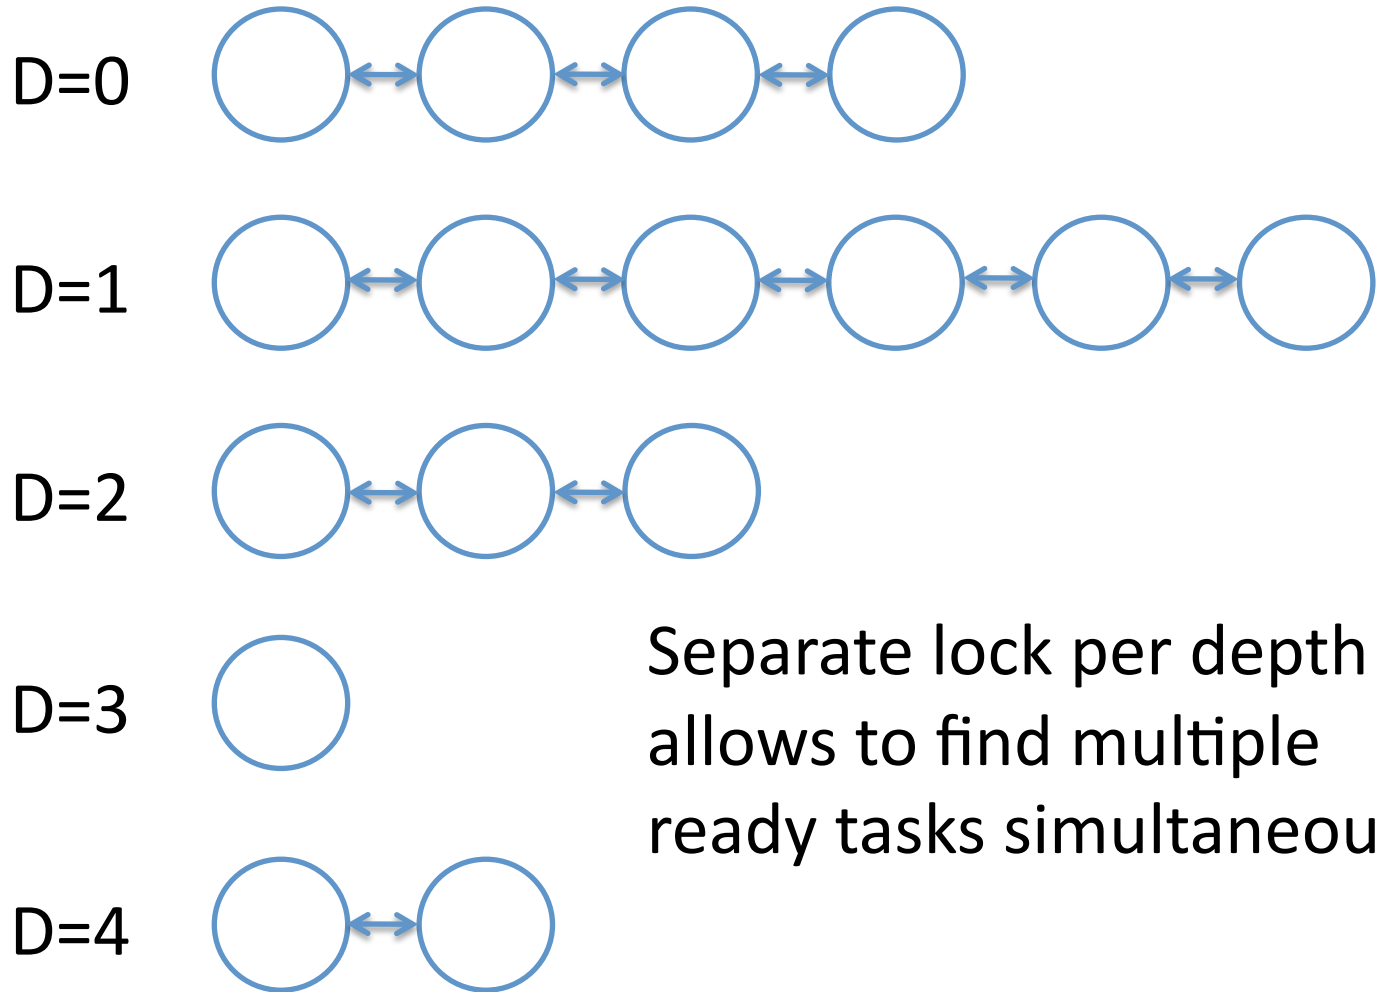 D=0
D=1
D=2
D=3
Separate lock per depth
allows to find multiple
ready tasks simultaneou
D=4